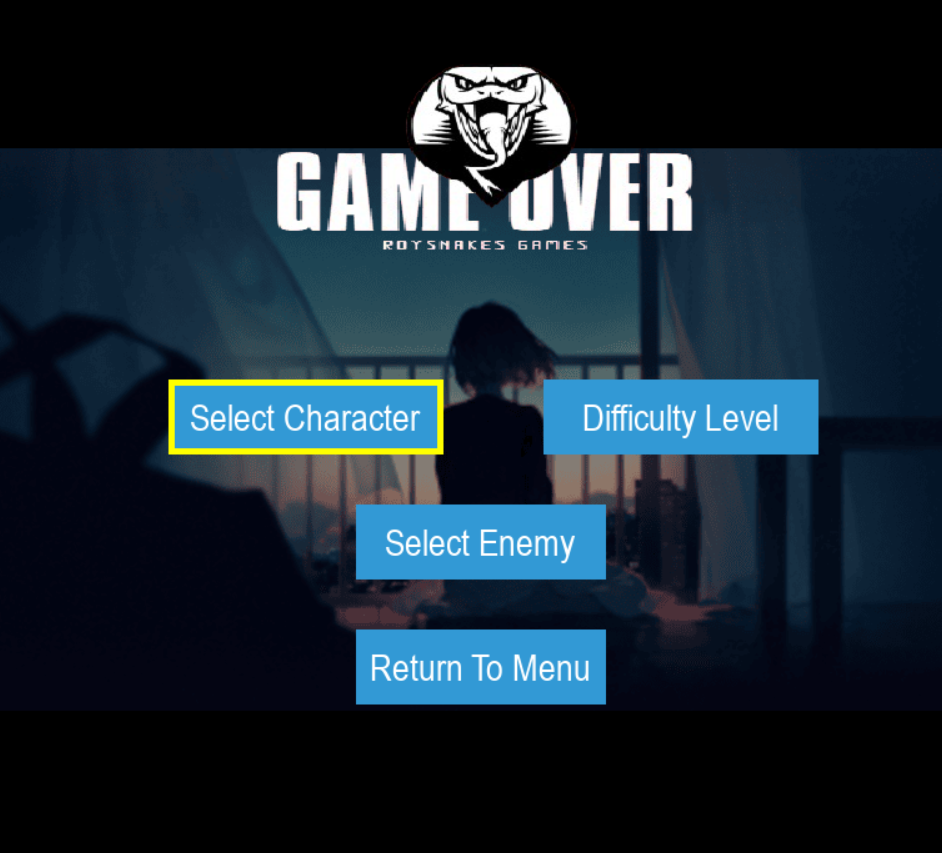 GAME OVER
ROYSNAKES GAMES
Select Character
Difficulty Level
Select Enemy
Return To Menu